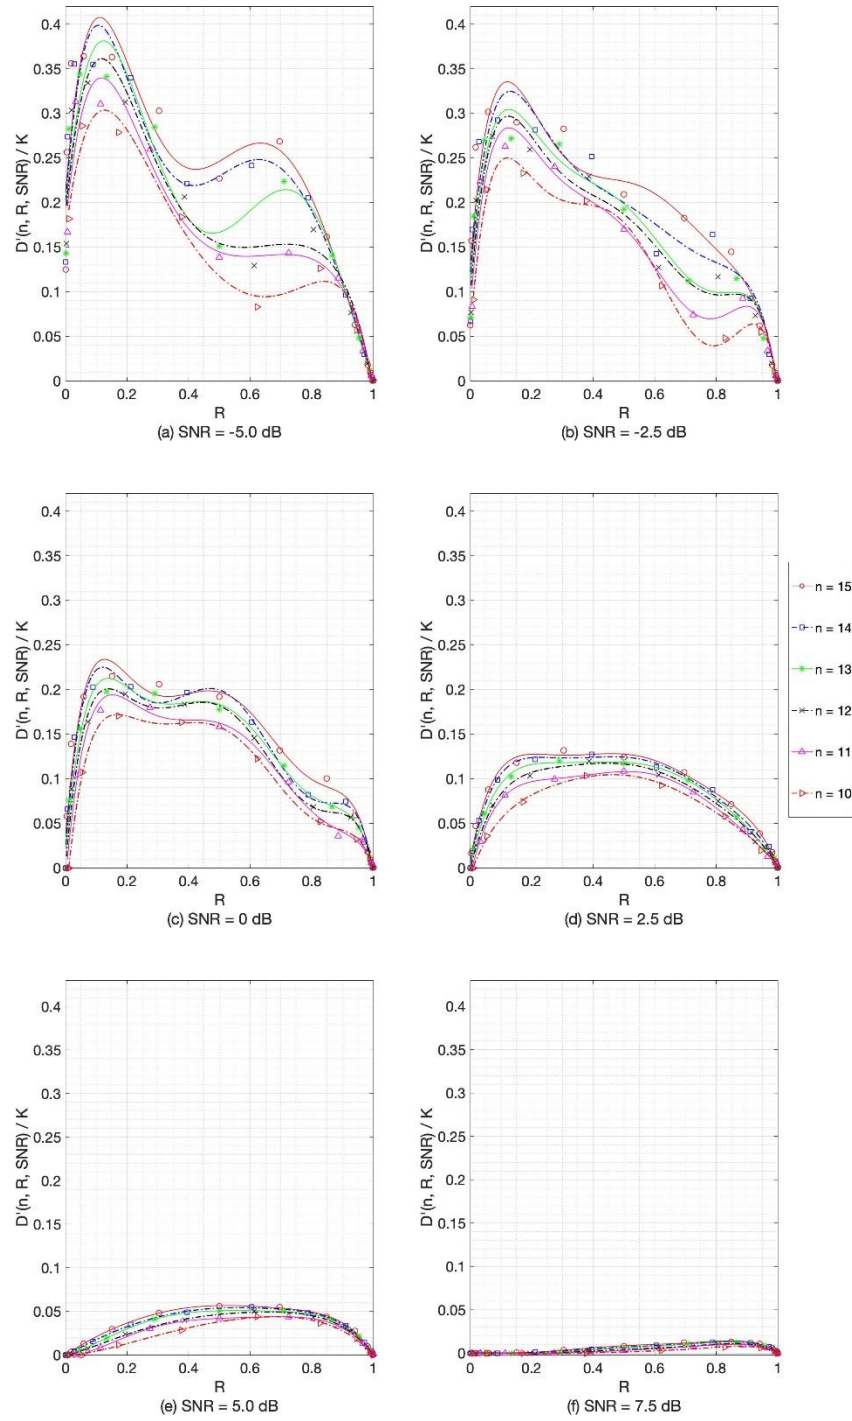 D'(n, R, SNR) / K
0.4
0.35
0.3
0.25
0.2
0.15
0.1
0.05
0
0 0.2 0.4 0.6 0.8 1
R
(a) SNR = -5.0 dB
D'(n, R, SNR) / K
0.4
0.35
0.3
0.25
0.2
0.15
0.1
0.05
0
0 0.2 0.4 0.6 0.8 1
R
(b) SNR = -2.5 dB
D'(n, R, SNR) / K
0.4
0.35
0.3
0.25
0.2
0.15
0.1
0.05
0
0 0.2 0.4 0.6 0.8 1
R
(c) SNR = 0 dB
D'(n, R, SNR) / K
0.4
0.35
0.3
0.25
0.2
0.15
0.1
0.05
0
0 0.2 0.4 0.6 0.8 1
R
(d) SNR = 2.5 dB
n = 15
n = 14
n = 13
n = 12
n = 11
n = 10
D'(n, R, SNR) / K
0.4
0.35
0.3
0.25
0.2
0.15
0.1
0.05
0
0 0.2 0.4 0.6 0.8 1
R
(e) SNR = 5.0 dB
D'(n, R, SNR) / K
0.4
0.35
0.3
0.25
0.2
0.15
0.1
0.05
0
0 0.2 0.4 0.6 0.8 1
R
(f) SNR = 7.5 dB